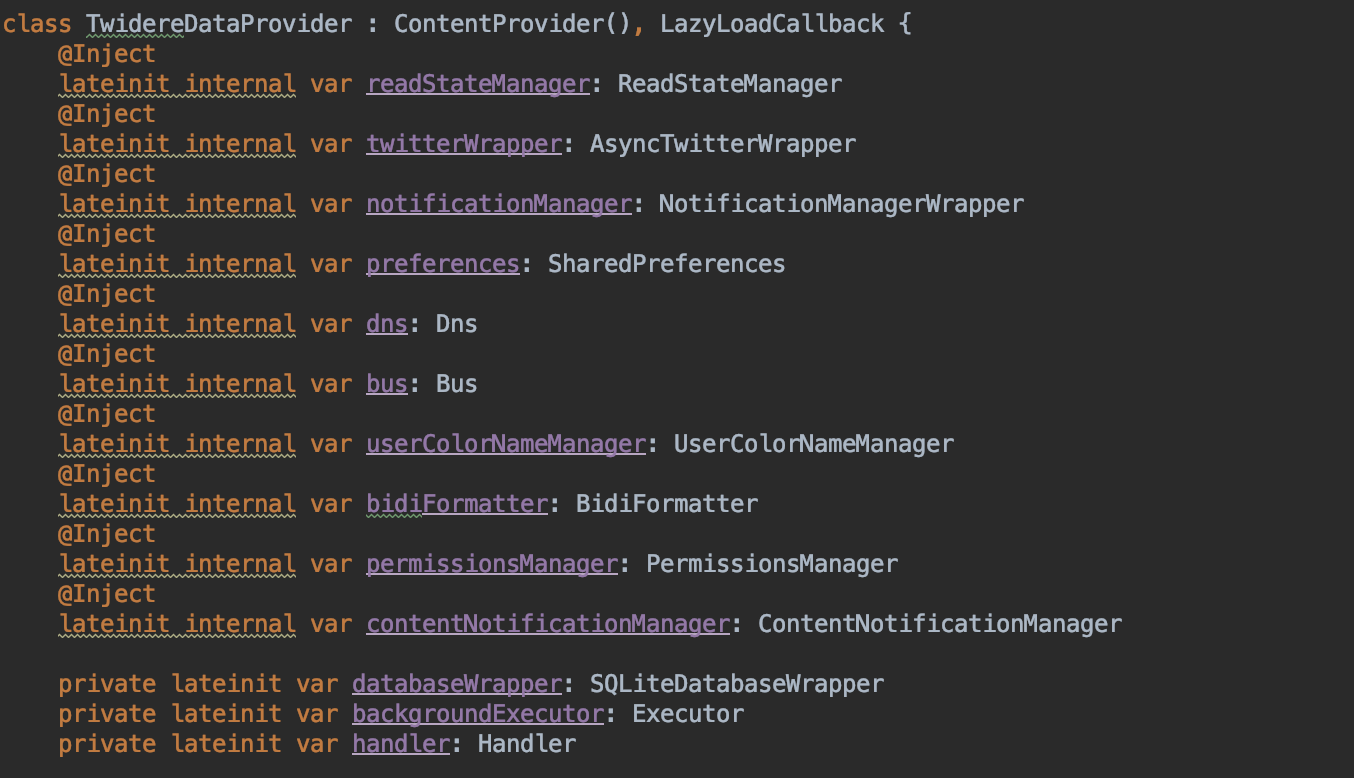 class TwidereDataProvider : ContentProvider(), LazyLoadCallback {
    @Inject
    lateinit internal var readStateManager: ReadStateManager
    @Inject
    lateinit internal var twitterWrapper: AsyncTwitterWrapper
    @Inject
    lateinit internal var notificationManager: NotificationManagerWrapper
    @Inject
    lateinit internal var preferences: SharedPreferences
    @Inject
    lateinit internal var dns: Dns
    @Inject
    lateinit internal var bus: Bus
    @Inject
    lateinit internal var userColorNameManager: UserColorNameManager
    @Inject
    lateinit internal var bidiFormatter: BidiFormatter
    @Inject
    lateinit internal var permissionsManager: PermissionsManager
    @Inject
    lateinit internal var contentNotificationManager: ContentNotificationManager

    private lateinit var databaseWrapper: SQLiteDatabaseWrapper
    private lateinit var backgroundExecutor: Executor
    private lateinit var handler: Handler